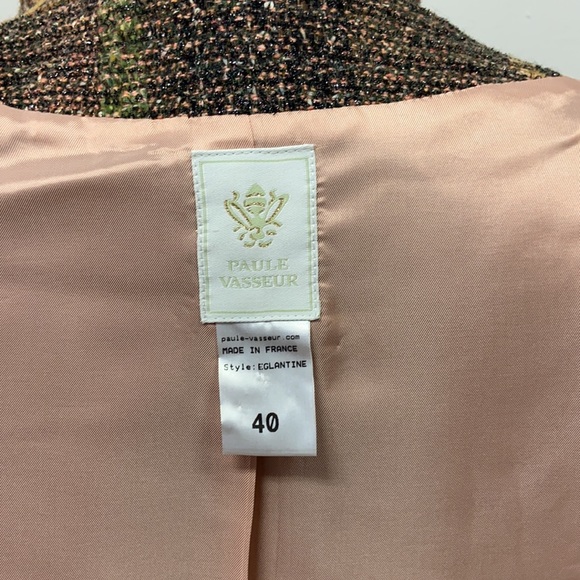 PAULE
VASSEUR
paule-vasseur.com
MADE IN FRANCE
Style: EGLANTINE
40